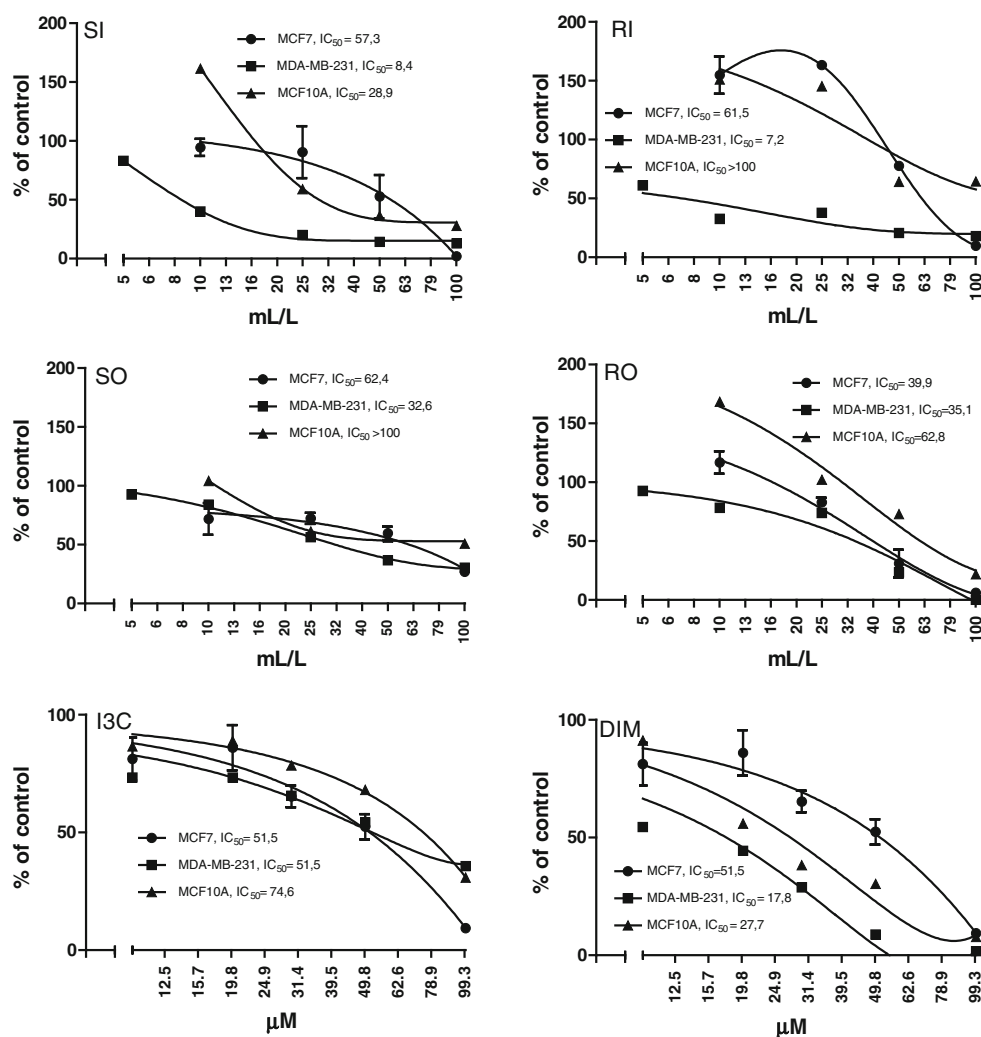 SI
MCF7, IC50 = 57,3
MDA-MB-231, IC50= 8,4
MCF10A, IC50= 28,9
% of control
200
150
100
50
0
5 6 8 10 13 16 20 25 32 40 50 63 79 100
mL/L
RI
MCF7, IC50 = 61,5
MDA-MB-231, IC50 = 7,2
MCF10A, IC50 >100
% of control
200
150
100
50
0
5 6 8 10 13 16 20 25 32 40 50 63 79 100
mL/L
SO
MCF7, IC50= 62,4
MDA-MB-231, IC50= 32,6
MCF10A, IC50 >100
% of control
200
150
100
50
0
5 6 8 10 13 16 20 25 32 40 50 63 79 100
mL/L
RO
MCF7, IC50= 39,9
MDA-MB-231, IC50=35,1
MCF10A, IC50=62,8
% of control
200
150
100
50
0
5 6 8 10 13 16 20 25 32 40 50 63 79 100
mL/L
I3C
MCF7, IC50= 51,5
MDA-MB-231, IC50= 51,5
MCF10A, IC50= 74,6
% of control
100
50
0
12.5 15.7 19.8 24.9 31.4 39.5 49.8 62.6 78.9 99.3
µM
DIM
MCF7, IC50=51,5
MDA-MB-231, IC50= 17,8
MCF10A, IC50= 27,7
% of control
100
50
0
12.5 15.7 19.8 24.9 31.4 39.5 49.8 62.6 78.9 99.3
µM